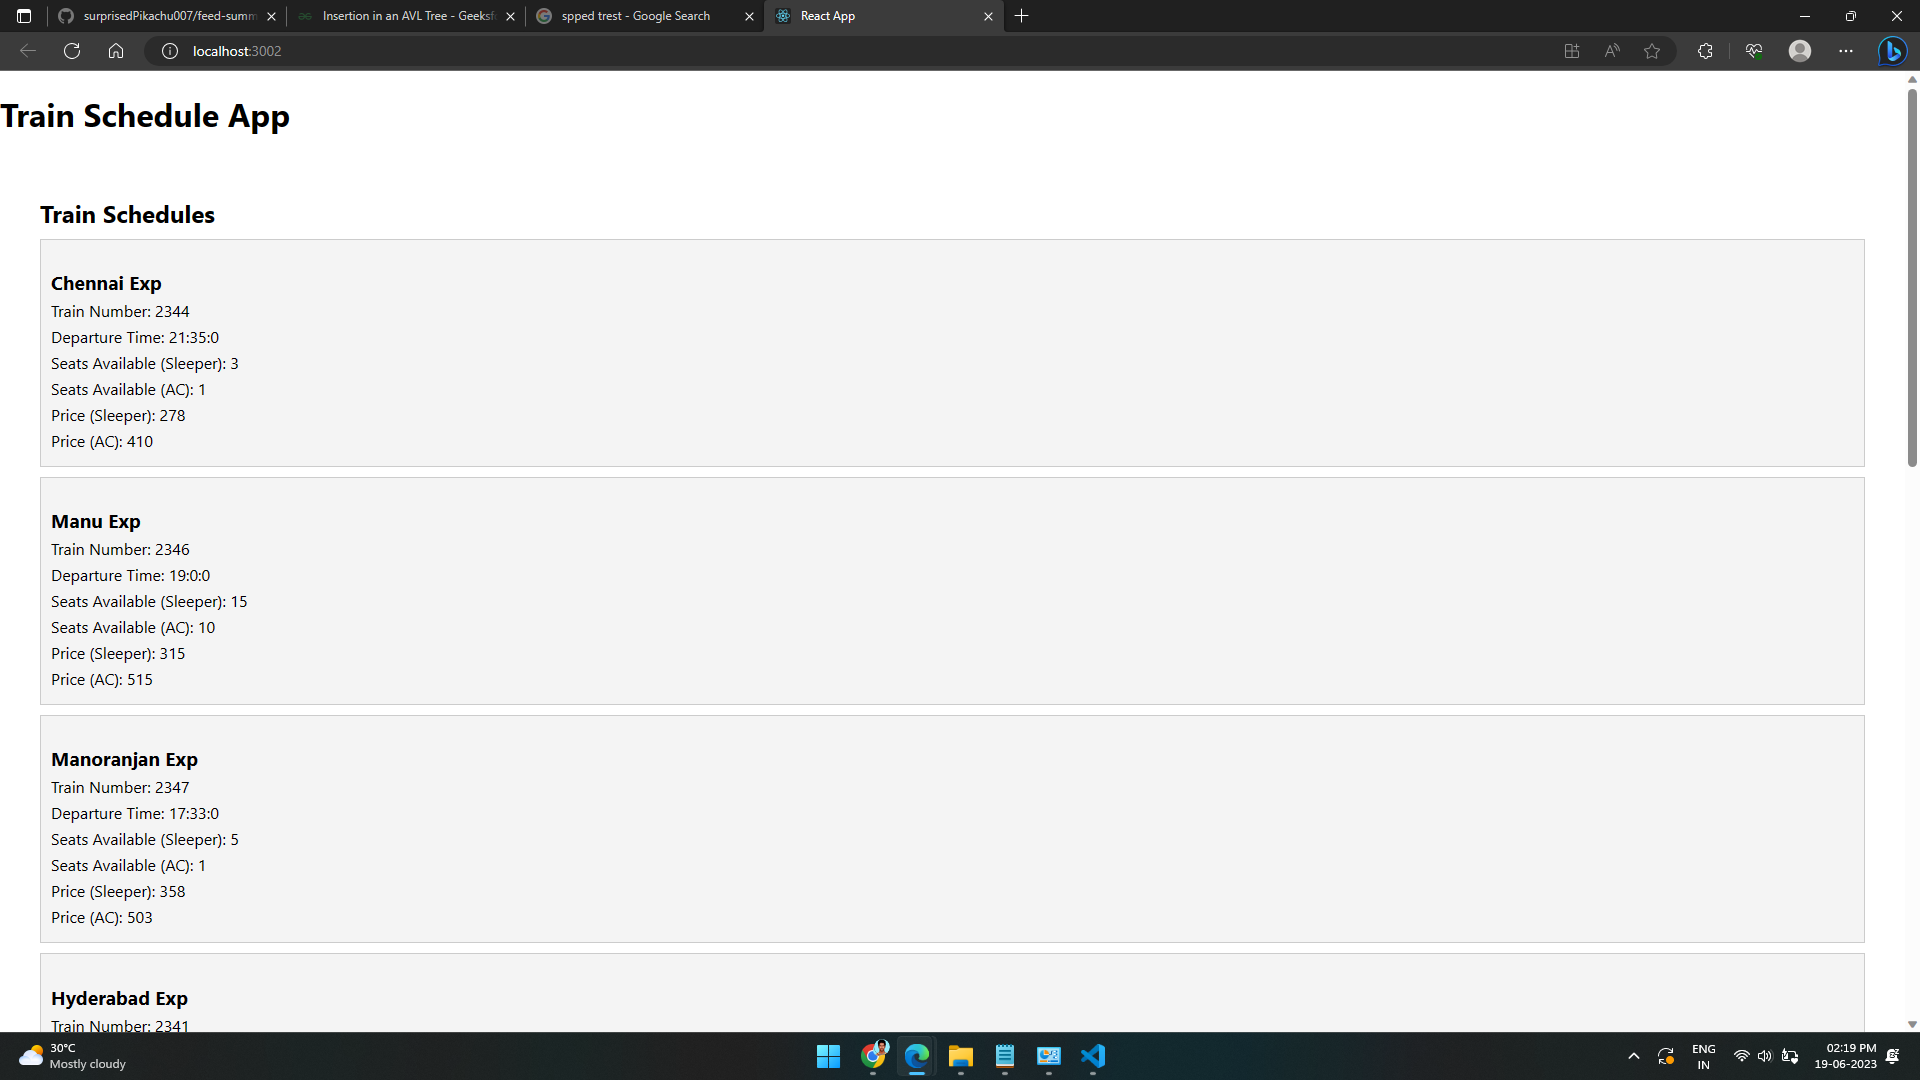 surprisedPikachu007/feed-summ
Insertion in an AVL Tree - Geeksf
spped trest - Google Search
React App
localhost:3002
Train Schedule App
Train Schedules
Chennai Exp
Train Number: 2344
Departure Time: 21:35:0
Seats Available (Sleeper): 3
Seats Available (AC): 1
Price (Sleeper): 278
Price (AC): 410
Manu Exp
Train Number: 2346
Departure Time: 19:0:0
Seats Available (Sleeper): 15
Seats Available (AC): 10
Price (Sleeper): 315
Price (AC): 515
Manoranjan Exp
Train Number: 2347
Departure Time: 17:33:0
Seats Available (Sleeper): 5
Seats Available (AC): 1
Price (Sleeper): 358
Price (AC): 503
Hyderabad Exp
Train Number: 2341
30°C
Mostly cloudy
ENG
IN
02:19 PM
19-06-2023